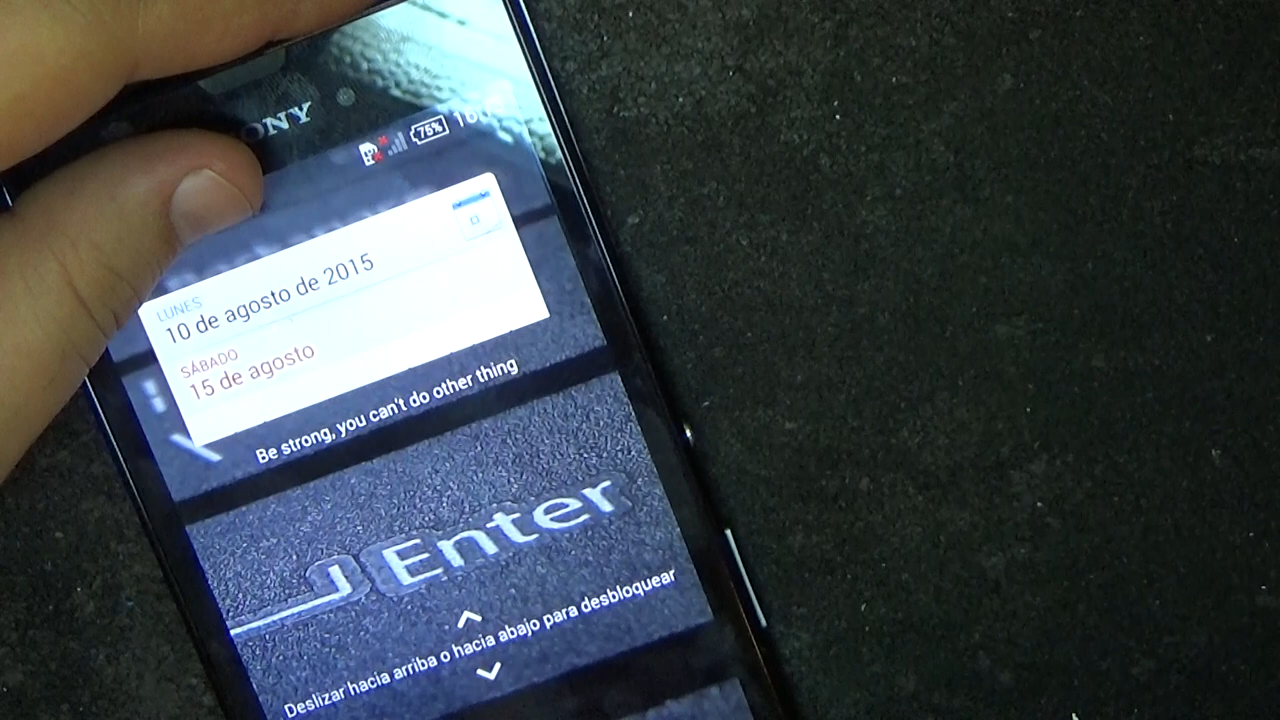 75%
LUNES
10 de agosto de 2015
SÁBADO
15 de agosto
Be strong, you can't do other thing
Enter
Deslizar hacia arriba o hacia abajo para desbloquear